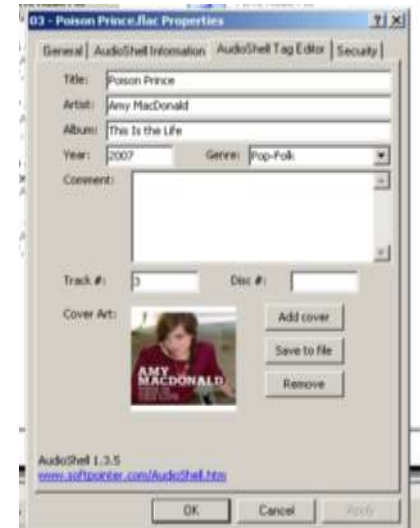 03 - Poison Prince.flac Properties
General AudioShell Information AudioShell Tag Editor Security
Title: Poison Prince
Artist: Amy MacDonald
Album: This Is the Life
Year: 2007 Genre: Pop-Folk
Comment:
Track #: 3 Disc #:
Cover Art:
AMY
MACDONALD
Add cover
Save to file
Remove
AudioShell 1.3.5
www.softpointer.com/AudioShell.htm
OK Cancel Apply